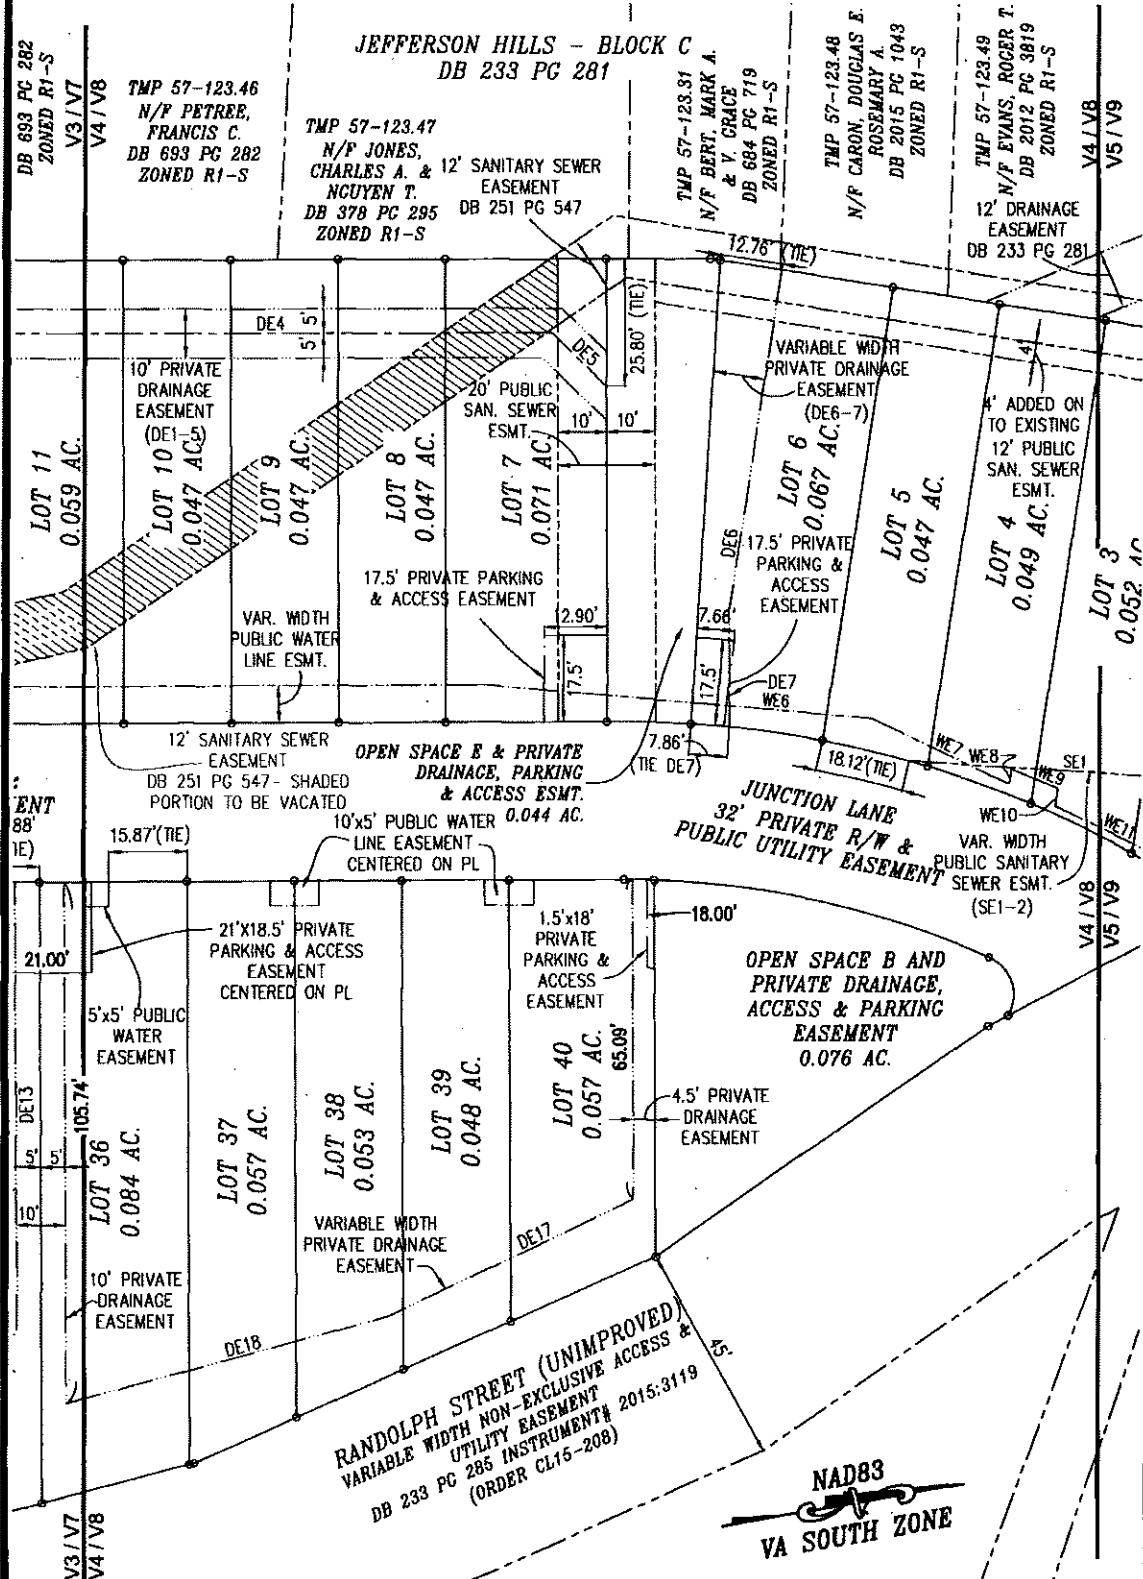 DB 693 PG 282
ZONED R1-S
V3/V7
V4/V8
TMP 57-123.46
N/F PETREE,
FRANCIS C.
DB 693 PG 282
ZONED R1-S
JEFFERSON HILLS - BLOCK C
DB 233 PG 281
TMP 57-123.47
N/F JONES,
CHARLES A. &
NGUYEN T.
DB 378 PG 295
ZONED R1-S
12' SANITARY SEWER
EASEMENT
DB 251 PG 547
TMP 57-123.31
N/F BERT, MARK A.
& V. GRACE
DB 684 PG 719
ZONED R1-S
TMP 57-123.48
N/F CARON, DOUGLAS E.
ROSEMARY A.
DB 2015 PG 1043
ZONED R1-S
TMP 57-123.49
N/F EVANS, ROGER T.
DB 2012 PG 3819
ZONED R1-S
V4/V8
V5/V9
12' DRAINAGE
EASEMENT
DB 233 PG 281
12.76' (TIE)
DE4
5'
5'
DE5
25.80' (TIE)
10' PRIVATE
DRAINAGE
EASEMENT
(DE1-5)
20' PUBLIC
SAN. SEWER
ESMT.
10'
10'
VARIABLE WIDTH
PRIVATE DRAINAGE
EASEMENT
(DE6-7)
4'
4' ADDED ON
TO EXISTING
12' PUBLIC
SAN. SEWER
ESMT.
LOT 11
0.059 AC.
LOT 10
0.047 AC.
LOT 9
0.047 AC.
LOT 8
0.047 AC.
LOT 7
0.071 AC.
LOT 6
0.067 AC.
LOT 5
0.047 AC.
LOT 4
0.049 AC.
LOT 3
0.052 AC
DE6
17.5' PRIVATE PARKING
& ACCESS EASEMENT
17.5' PRIVATE
PARKING &
ACCESS
EASEMENT
VAR. WIDTH
PUBLIC WATER
LINE ESMT.
2.90'
17.5'
7.66'
17.5'
DE7
WE6
12' SANITARY SEWER
EASEMENT
DB 251 PG 547- SHADED
PORTION TO BE VACATED
OPEN SPACE E & PRIVATE
DRAINAGE, PARKING
& ACCESS ESMT.
0.044 AC.
7.86'
(TIE DE7)
18.12'(TIE)
WE7
WE8
WE9
SE1
WE10
WE11
JUNCTION LANE
32' PRIVATE R/W &
PUBLIC UTILITY EASEMENT
VAR. WIDTH
PUBLIC SANITARY
SEWER ESMT.
(SE1-2)
V4/V8
V5/V9
:
ENT
88'
IE)
15.87'(TIE)
10'x5' PUBLIC WATER
LINE EASEMENT
CENTERED ON PL
21.00'
21'X18.5' PRIVATE
PARKING & ACCESS
EASEMENT
CENTERED ON PL
5'x5' PUBLIC
WATER
EASEMENT
1.5'x18'
PRIVATE
PARKING &
ACCESS
EASEMENT
18.00'
OPEN SPACE B AND
PRIVATE DRAINAGE,
ACCESS & PARKING
EASEMENT
0.076 AC.
DE13
105.74'
5'
5'
10'
LOT 36
0.084 AC.
LOT 37
0.057 AC.
LOT 38
0.053 AC.
LOT 39
0.048 AC.
LOT 40
0.057 AC.
65.09'
4.5' PRIVATE
DRAINAGE
EASEMENT
VARIABLE WIDTH
PRIVATE DRAINAGE
EASEMENT
DE17
10' PRIVATE
DRAINAGE
EASEMENT
DE18
RANDOLPH STREET (UNIMPROVED)
VARIABLE WIDTH NON-EXCLUSIVE ACCESS &
UTILITY EASEMENT
DB 233 PG 285 INSTRUMENT# 2015:3119
(ORDER CL15-208)
45'
NAD83
VA SOUTH ZONE
V3/V7
V4/V8